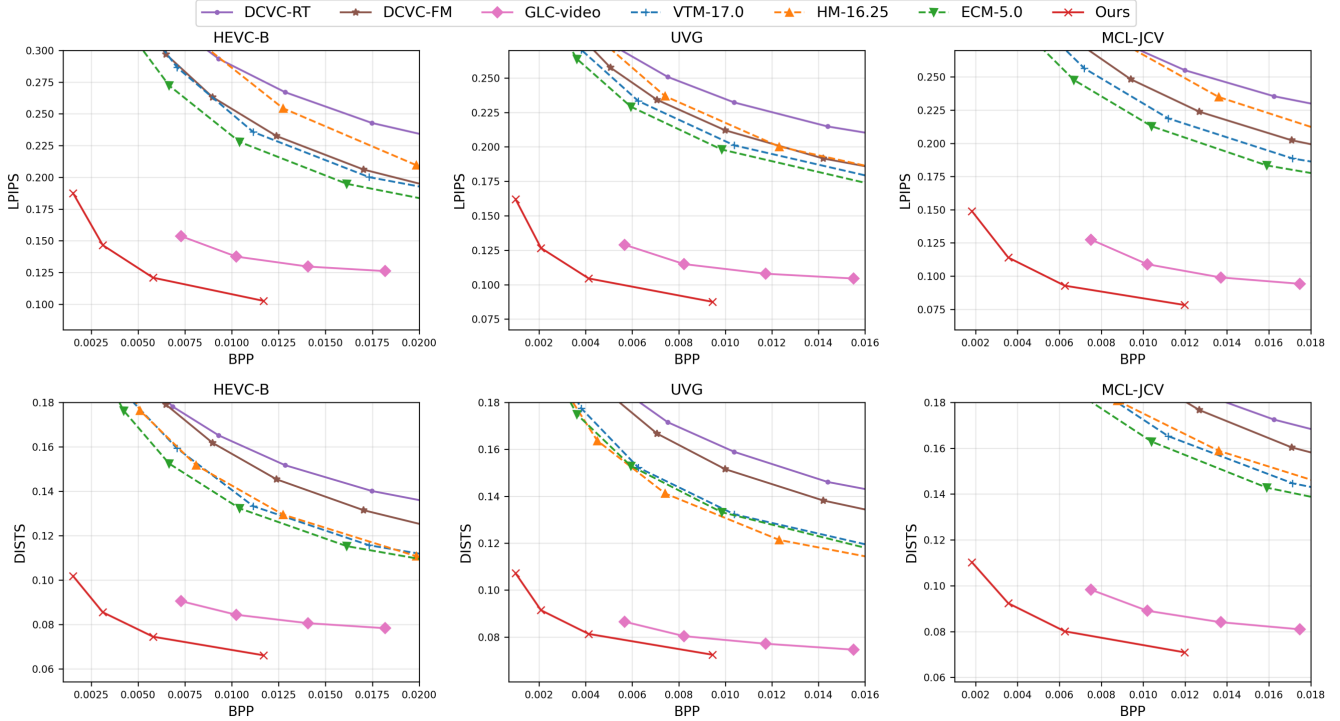 DCVC-RT DCVC-FM GLC-video VTM-17.0 HM-16.25 ECM-5.0 Ours
HEVC-B
0.300
0.275
0.250
0.225
0.200
0.175
0.150
0.125
0.100
LPIPS
0.0025 0.0050 0.0075 0.0100 0.0125 0.0150 0.0175 0.0200
BPP
UVG
0.250
0.225
0.200
0.175
0.150
0.125
0.100
0.075
LPIPS
0.002 0.004 0.006 0.008 0.010 0.012 0.014 0.016
BPP
MCL-JCV
0.250
0.225
0.200
0.175
0.150
0.125
0.100
0.075
LPIPS
0.002 0.004 0.006 0.008 0.010 0.012 0.014 0.016 0.018
BPP
HEVC-B
0.18
0.16
0.14
0.12
0.10
0.08
0.06
DISTS
0.0025 0.0050 0.0075 0.0100 0.0125 0.0150 0.0175 0.0200
BPP
UVG
0.18
0.16
0.14
0.12
0.10
0.08
DISTS
0.002 0.004 0.006 0.008 0.010 0.012 0.014 0.016
BPP
MCL-JCV
0.18
0.16
0.14
0.12
0.10
0.08
0.06
DISTS
0.002 0.004 0.006 0.008 0.010 0.012 0.014 0.016 0.018
BPP